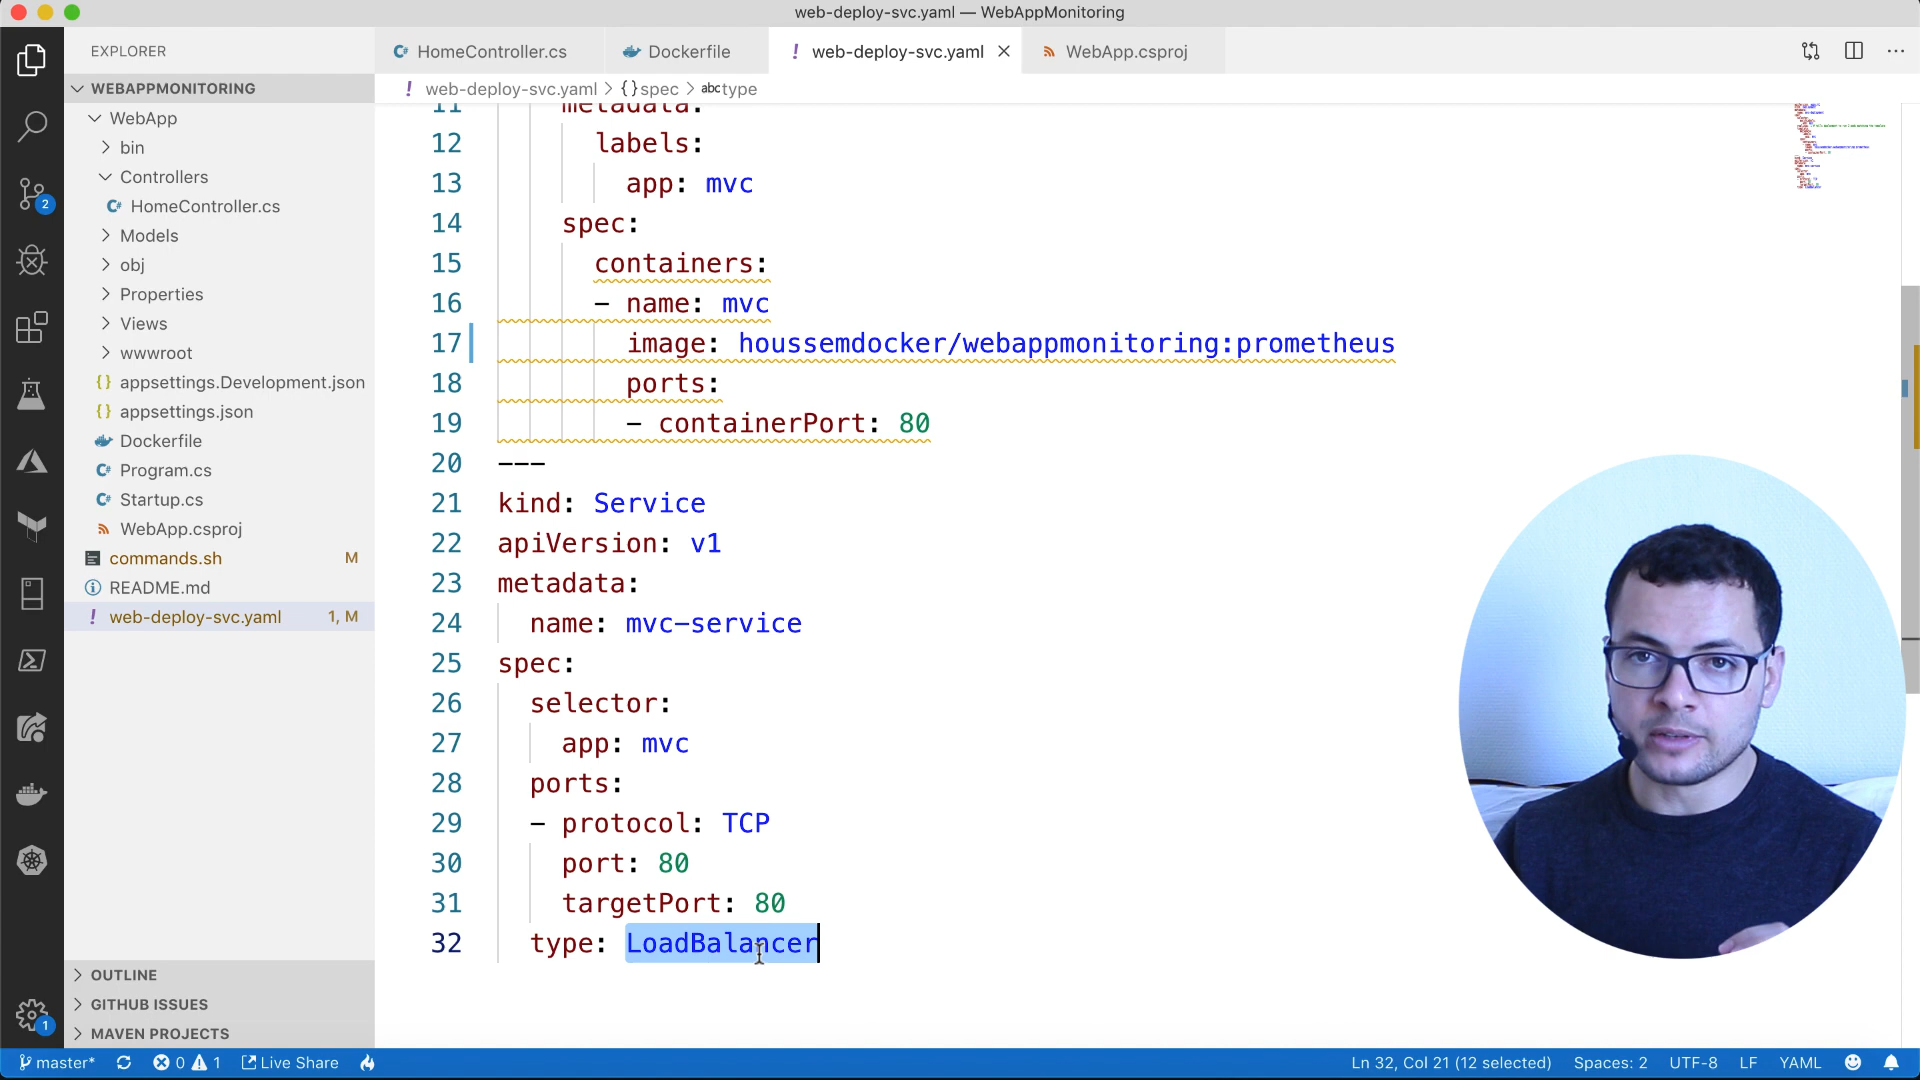 web-deploy-svc.yaml — WebAppMonitoring
EXPLORER
HomeController.cs
Dockerfile
! web-deploy-svc.yaml
WebApp.csproj
WEBAPPMONITORING
! web-deploy-svc.yaml > {} spec > abc type
WebApp
bin
Controllers
HomeController.cs
Models
obj
Properties
Views
wwwroot
{} appsettings.Development.json
{} appsettings.json
Dockerfile
Program.cs
Startup.cs
WebApp.csproj
commands.sh M
README.md
! web-deploy-svc.yaml 1, M
OUTLINE
GITHUB ISSUES
MAVEN PROJECTS
2
1
11 metadata:
12 labels:
13 app: mvc
14 spec:
15 containers:
16 - name: mvc
17 image: houssemdocker/webappmonitoring:prometheus
18 ports:
19 - containerPort: 80
20 ---
21 kind: Service
22 apiVersion: v1
23 metadata:
24 name: mvc-service
25 spec:
26 selector:
27 app: mvc
28 ports:
29 - protocol: TCP
30 port: 80
31 targetPort: 80
32 type: LoadBalancer
master* 0 1 Live Share Ln 32, Col 21 (12 selected) Spaces: 2 UTF-8 LF YAML